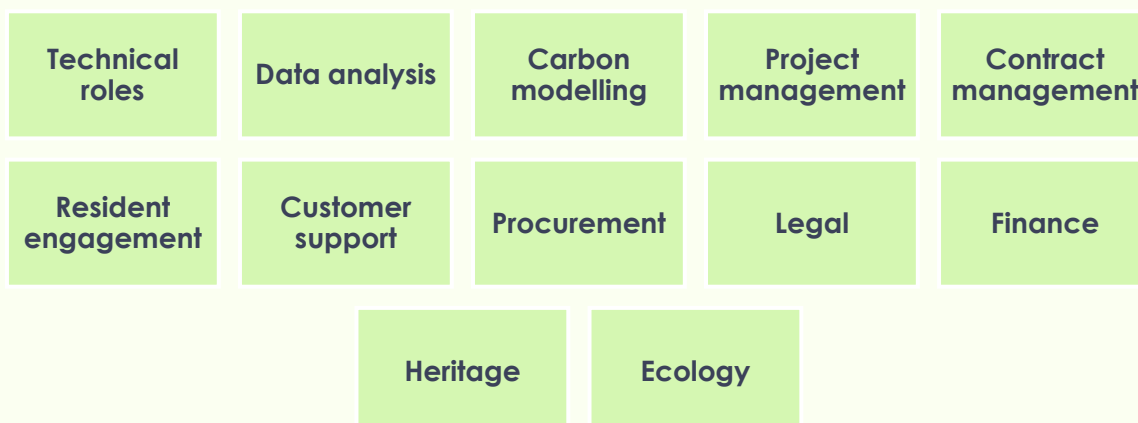 Technical
roles
Data analysis
Carbon
modelling
Project
management
Contract
management
Resident
engagement
Customer
support
Procurement
Legal
Finance
Heritage
Ecology